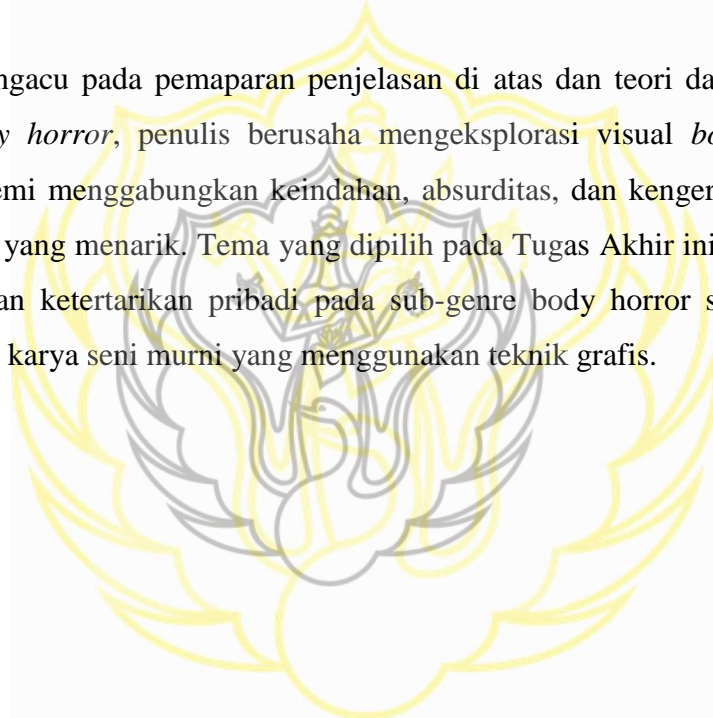 ngacu pada pemaparan penjelasan di atas dan teori da
y horror, penulis berusaha mengeksplorasi visual bo
emi menggabungkan keindahan, absurditas, dan kenger
yang menarik. Tema yang dipilih pada Tugas Akhir ini
an ketertarikan pribadi pada sub-genre body horror s
karya seni murni yang menggunakan teknik grafis.